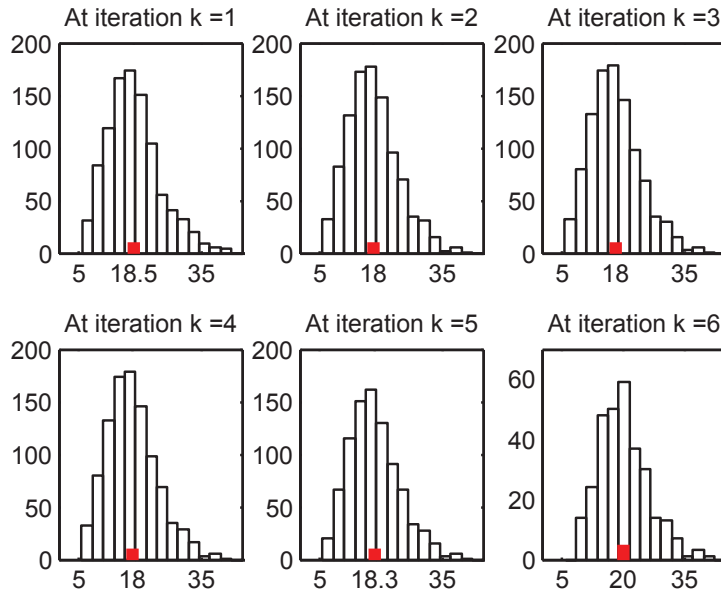 At iteration k =1
At iteration k =2
At iteration k =3
200
150
100
50
0
5 18.5 35
200
150
100
50
0
5 18 35
200
150
100
50
0
5 18 35
At iteration k =4
At iteration k =5
At iteration k =6
200
150
100
50
0
5 18 35
200
150
100
50
0
5 18.3 35
60
40
20
0
5 20 35